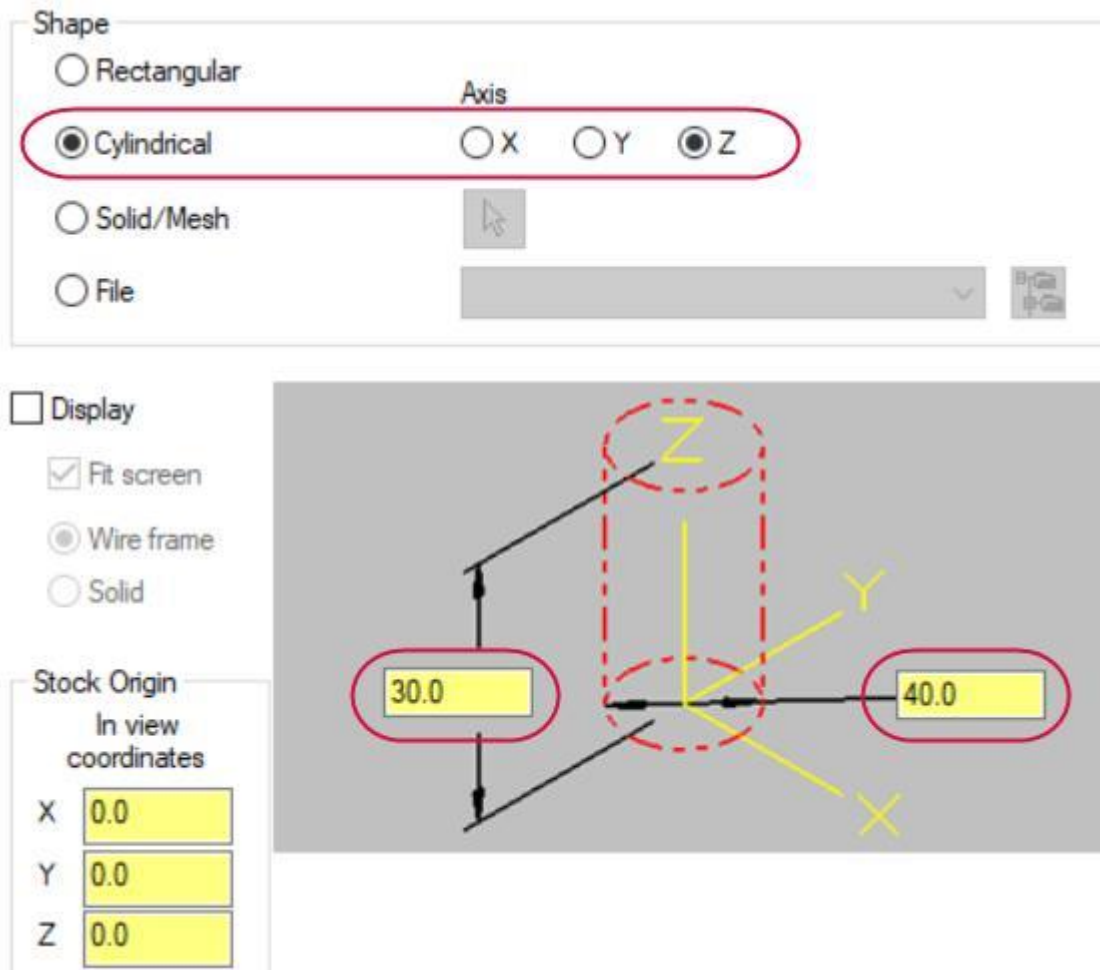 Shape
Rectangular
Axis
Cylindrical X Y Z
Solid/Mesh
File
Display
Fit screen
Wire frame
Solid
Z
Y
30.0
40.0
X
Stock Origin
In view
coordinates
X 0.0
Y 0.0
Z 0.0